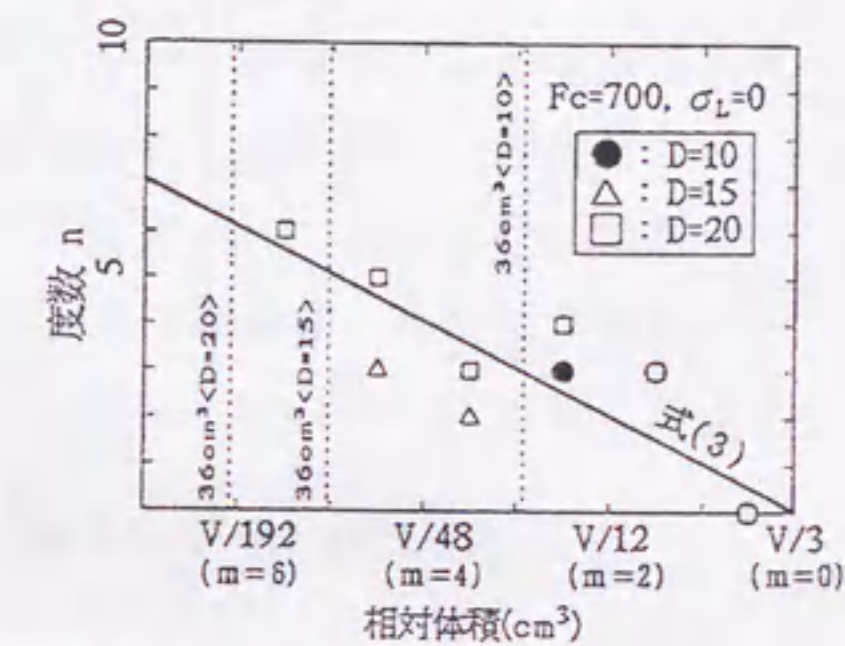 10
5
度数 n
36cm³<D=20>
36cm³<D=15>
36cm³<D=10>
Fc=700, σL=0
● : D=10
△ : D=15
□ : D=20
式(3)
V/192 V/48 V/12 V/3
(m=6) (m=4) (m=2) (m=0)
相対体積(cm³)